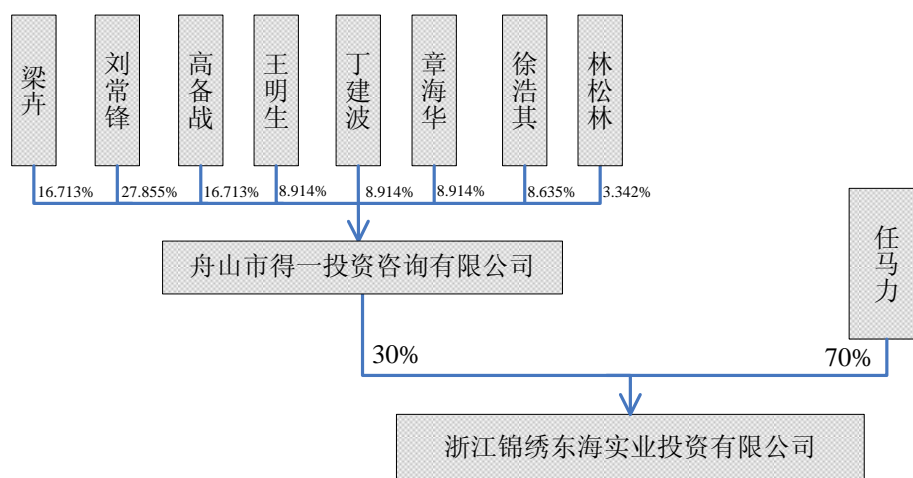 梁卉
刘常锋
高备战
王明生
丁建波
章海华
徐浩其
林松林
16.713%
27.855%
16.713%
8.914%
8.914%
8.914%
8.635%
3.342%
任马力
舟山市得一投资咨询有限公司
30%
70%
浙江锦绣东海实业投资有限公司